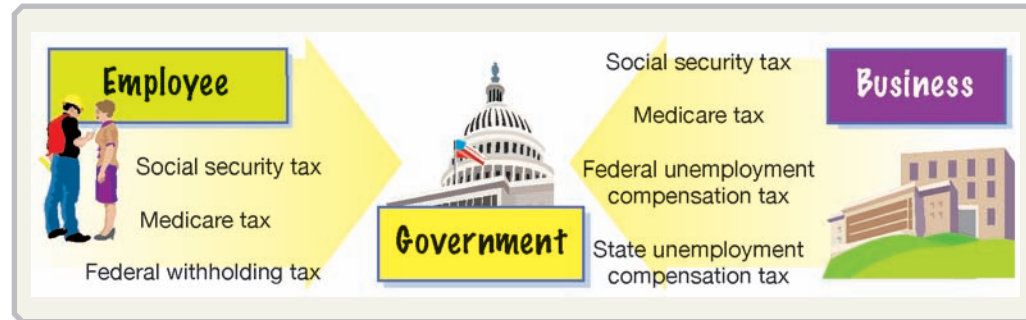 Employee
Social security tax
Medicare tax
Federal withholding tax
Government
Social security tax
Medicare tax
Federal unemployment
compensation tax
State unemployment
compensation tax
Business